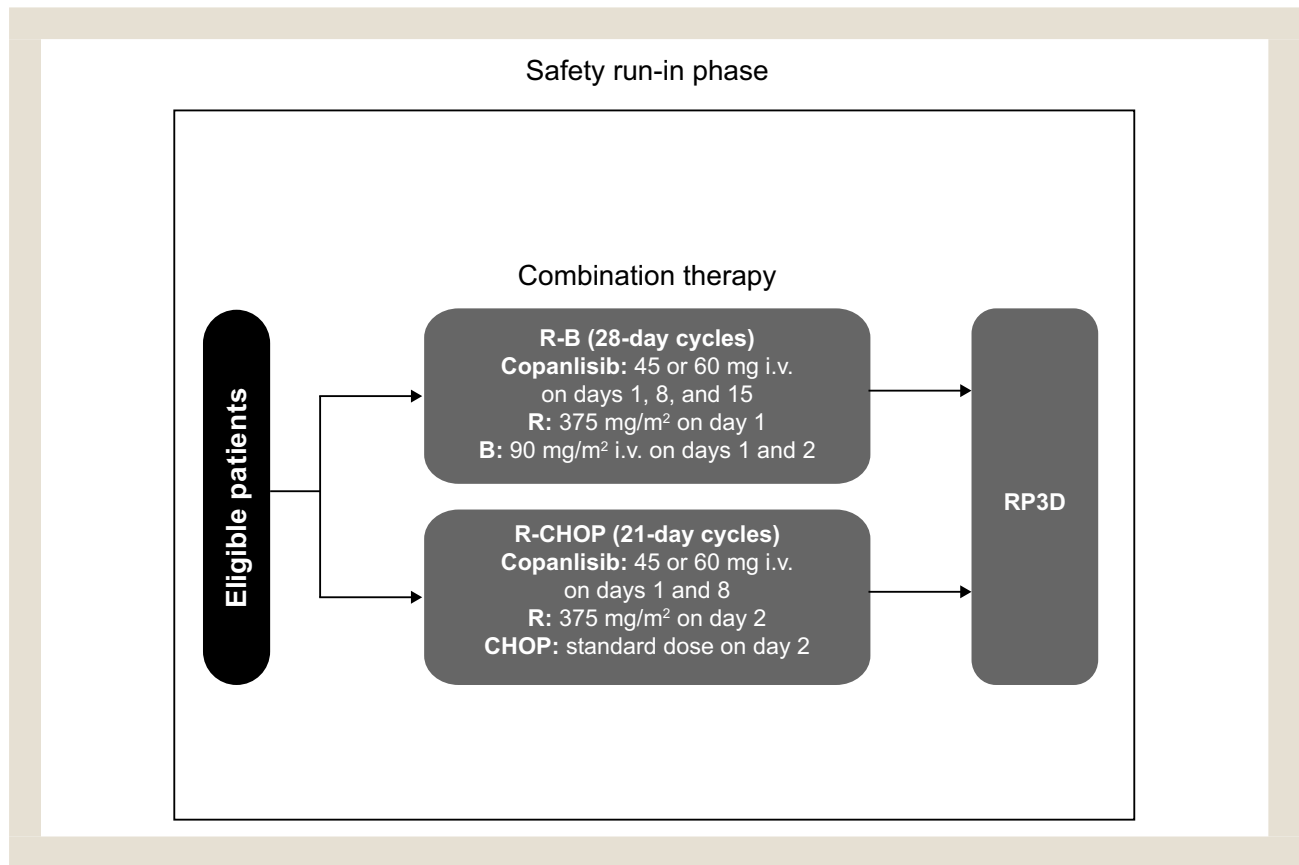 Safety run-in phase
Combination therapy
Eligible patients
R-B (28-day cycles)
Copanlisib: 45 or 60 mg i.v.
on days 1, 8, and 15
R: 375 mg/m² on day 1
B: 90 mg/m² i.v. on days 1 and 2
R-CHOP (21-day cycles)
Copanlisib: 45 or 60 mg i.v.
on days 1 and 8
R: 375 mg/m² on day 2
CHOP: standard dose on day 2
RP3D